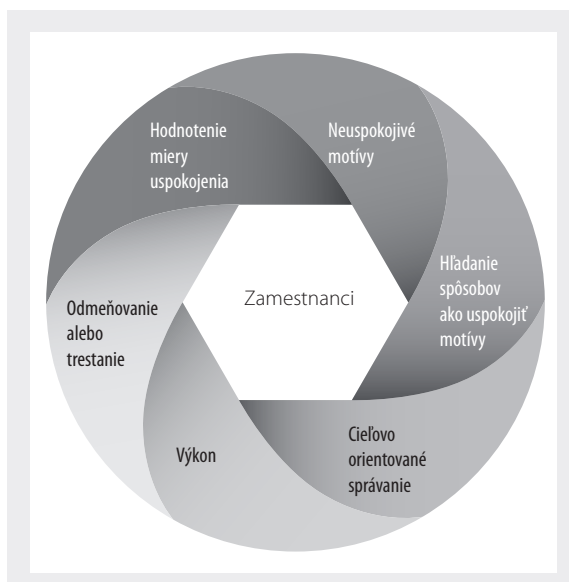 Hodnotenie
miery
uspokojenia
Neuspokojivé
motívy
Hľadanie
spôsobov
ako uspokojiť
motívy
Zamestnanci
Odmeňovanie
alebo
trestanie
Cieľovo
orientované
správanie
Výkon